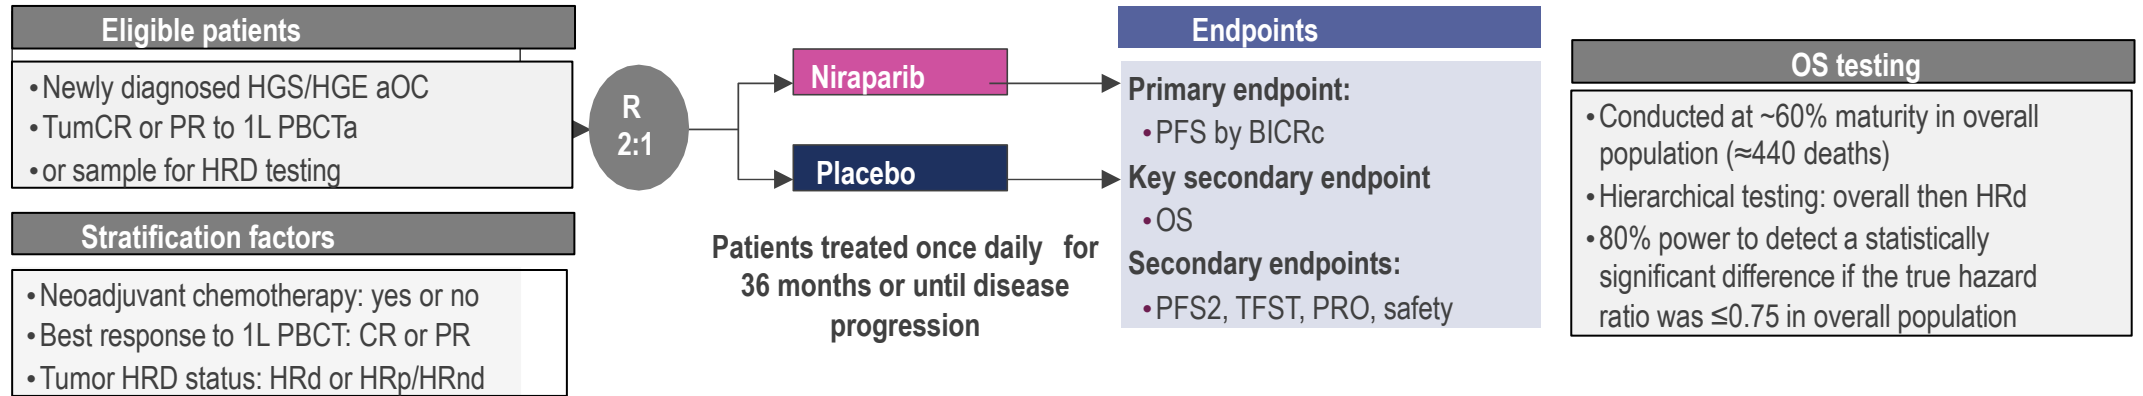 Eligible patients
•Newly diagnosed HGS/HGE aOC
•TumCR or PR to 1L PBCTa
•or sample for HRD testing
Stratification factors
•Neoadjuvant chemotherapy: yes or no
•Best response to 1L PBCT: CR or PR
•Tumor HRD status: HRd or HRp/HRnd
R
2:1
Niraparib
Placebo
Patients treated once daily for
36 months or until disease
progression
Endpoints
Primary endpoint:
•PFS by BICRc
Key secondary endpoint
•OS
Secondary endpoints:
•PFS2, TFST, PRO, safety
OS testing
•Conducted at ~60% maturity in overall
population (≈440 deaths)
•Hierarchical testing: overall then HRd
•80% power to detect a statistically
significant difference if the true hazard
ratio was ≤0.75 in overall population